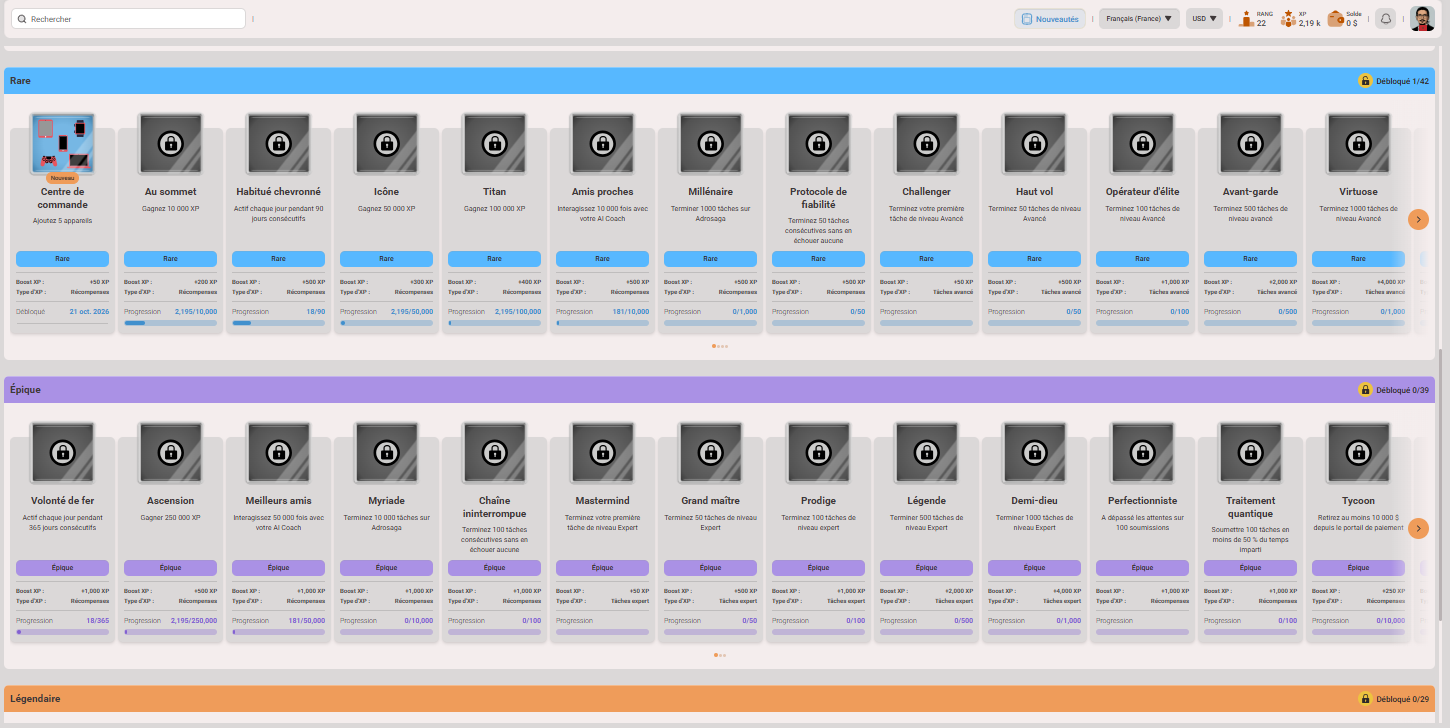 Rechercher
Nouveautés
Français (France)
USD
RANG
22
XP
2,19 k
Solde
0 $
Rare
Débloqué 1/42
Nouveau
Centre de
commande
Ajoutez 5 appareils
Rare
Boost XP : +50 XP
Type d'XP : Récompenses
Débloqué 21 oct. 2026
Au sommet
Gagnez 10 000 XP
Rare
Boost XP : +200 XP
Type d'XP : Récompenses
Progression 2,195/10,000
Habitué chevronné
Actif chaque jour pendant 90
jours consécutifs
Rare
Boost XP : +500 XP
Type d'XP : Récompenses
Progression 18/90
Icône
Gagnez 50 000 XP
Rare
Boost XP : +300 XP
Type d'XP : Récompenses
Progression 2,195/50,000
Titan
Gagnez 100 000 XP
Rare
Boost XP : +400 XP
Type d'XP : Récompenses
Progression 2,195/100,000
Amis proches
Interagissez 10 000 fois avec
votre AI Coach
Rare
Boost XP : +500 XP
Type d'XP : Récompenses
Progression 181/10,000
Millénaire
Terminer 1000 tâches sur
Adrosaga
Rare
Boost XP : +500 XP
Type d'XP : Récompenses
Progression 0/1,000
Protocole de
fiabilité
Terminez 50 tâches
consécutives sans en
échouer aucune
Rare
Boost XP : +500 XP
Type d'XP : Récompenses
Progression 0/50
Challenger
Terminez votre première
tâche de niveau Avancé
Rare
Boost XP : +50 XP
Type d'XP : Tâches avancé
Progression
Haut vol
Terminez 50 tâches de niveau
Avancé
Rare
Boost XP : +500 XP
Type d'XP : Tâches avancé
Progression 0/50
Opérateur d'élite
Terminez 100 tâches de
niveau Avancé
Rare
Boost XP : +1,000 XP
Type d'XP : Tâches avancé
Progression 0/100
Avant-garde
Terminez 500 tâches de
niveau avancé
Rare
Boost XP : +2,000 XP
Type d'XP : Tâches avancé
Progression 0/500
Virtuose
Terminez 1000 tâches de
niveau Avancé
Rare
Boost XP : +4,000 XP
Type d'XP : Tâches avancé
Progression 0/1,000
Épique
Débloqué 0/39
Volonté de fer
Actif chaque jour pendant
365 jours consécutifs
Épique
Boost XP : +1,000 XP
Type d'XP : Récompenses
Progression 18/365
Ascension
Gagner 250 000 XP
Épique
Boost XP : +500 XP
Type d'XP : Récompenses
Progression 2,195/250,000
Meilleurs amis
Interagissez 50 000 fois avec
votre AI Coach
Épique
Boost XP : +1,000 XP
Type d'XP : Récompenses
Progression 181/50,000
Myriade
Terminez 10 000 tâches sur
Adrosaga
Épique
Boost XP : +1,000 XP
Type d'XP : Récompenses
Progression 0/10,000
Chaîne
ininterrompue
Terminez 100 tâches
consécutives sans en
échouer aucune
Épique
Boost XP : +1,000 XP
Type d'XP : Récompenses
Progression 0/100
Mastermind
Terminez votre première
tâche de niveau Expert
Épique
Boost XP : +50 XP
Type d'XP : Tâches expert
Progression
Grand maître
Terminez 50 tâches de niveau
Expert
Épique
Boost XP : +500 XP
Type d'XP : Tâches expert
Progression 0/50
Prodige
Terminez 100 tâches de
niveau expert
Épique
Boost XP : +1,000 XP
Type d'XP : Tâches expert
Progression 0/100
Légende
Terminer 500 tâches de
niveau Expert
Épique
Boost XP : +2,000 XP
Type d'XP : Tâches expert
Progression 0/500
Demi-dieu
Terminer 1000 tâches de
niveau Expert
Épique
Boost XP : +4,000 XP
Type d'XP : Tâches expert
Progression 0/1,000
Perfectionniste
A dépassé les attentes sur
100 soumissions
Épique
Boost XP : +1,000 XP
Type d'XP : Récompenses
Progression
Traitement
quantique
Soumettre 100 tâches en
moins de 50 % du temps
imparti
Épique
Boost XP : +1,000 XP
Type d'XP : Récompenses
Progression 0/100
Tycoon
Retirez au moins 10 000 $
depuis le portail de paiement
Épique
Boost XP : +250 XP
Type d'XP : Récompenses
Progression 0/10,000
Légendaire
Débloqué 0/29